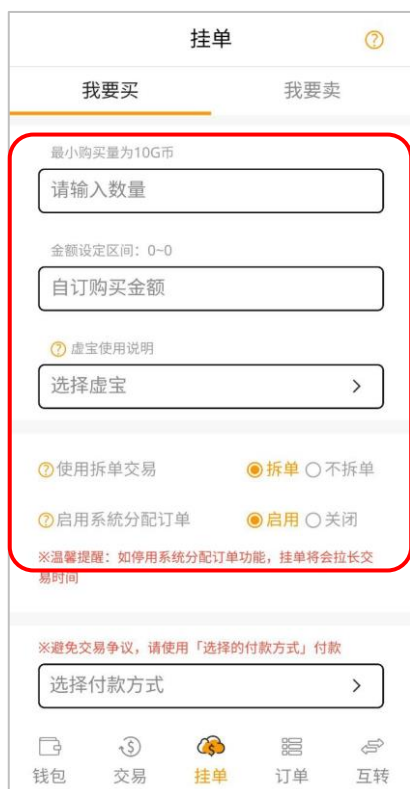 挂单
我要买 我要卖
最小购买量为10G币
请输入数量
金额设定区间：0~0
自订购买金额
? 虚宝使用说明
选择虚宝 >
?使用拆单交易 拆单 不拆单
?启用系统分配订单 启用 关闭
※温馨提醒：如停用系统分配订单功能，挂单将会拉长交
易时间
※避免交易争议，请使用「选择的付款方式」付款
选择付款方式 >
钱包 交易 挂单 订单 互转